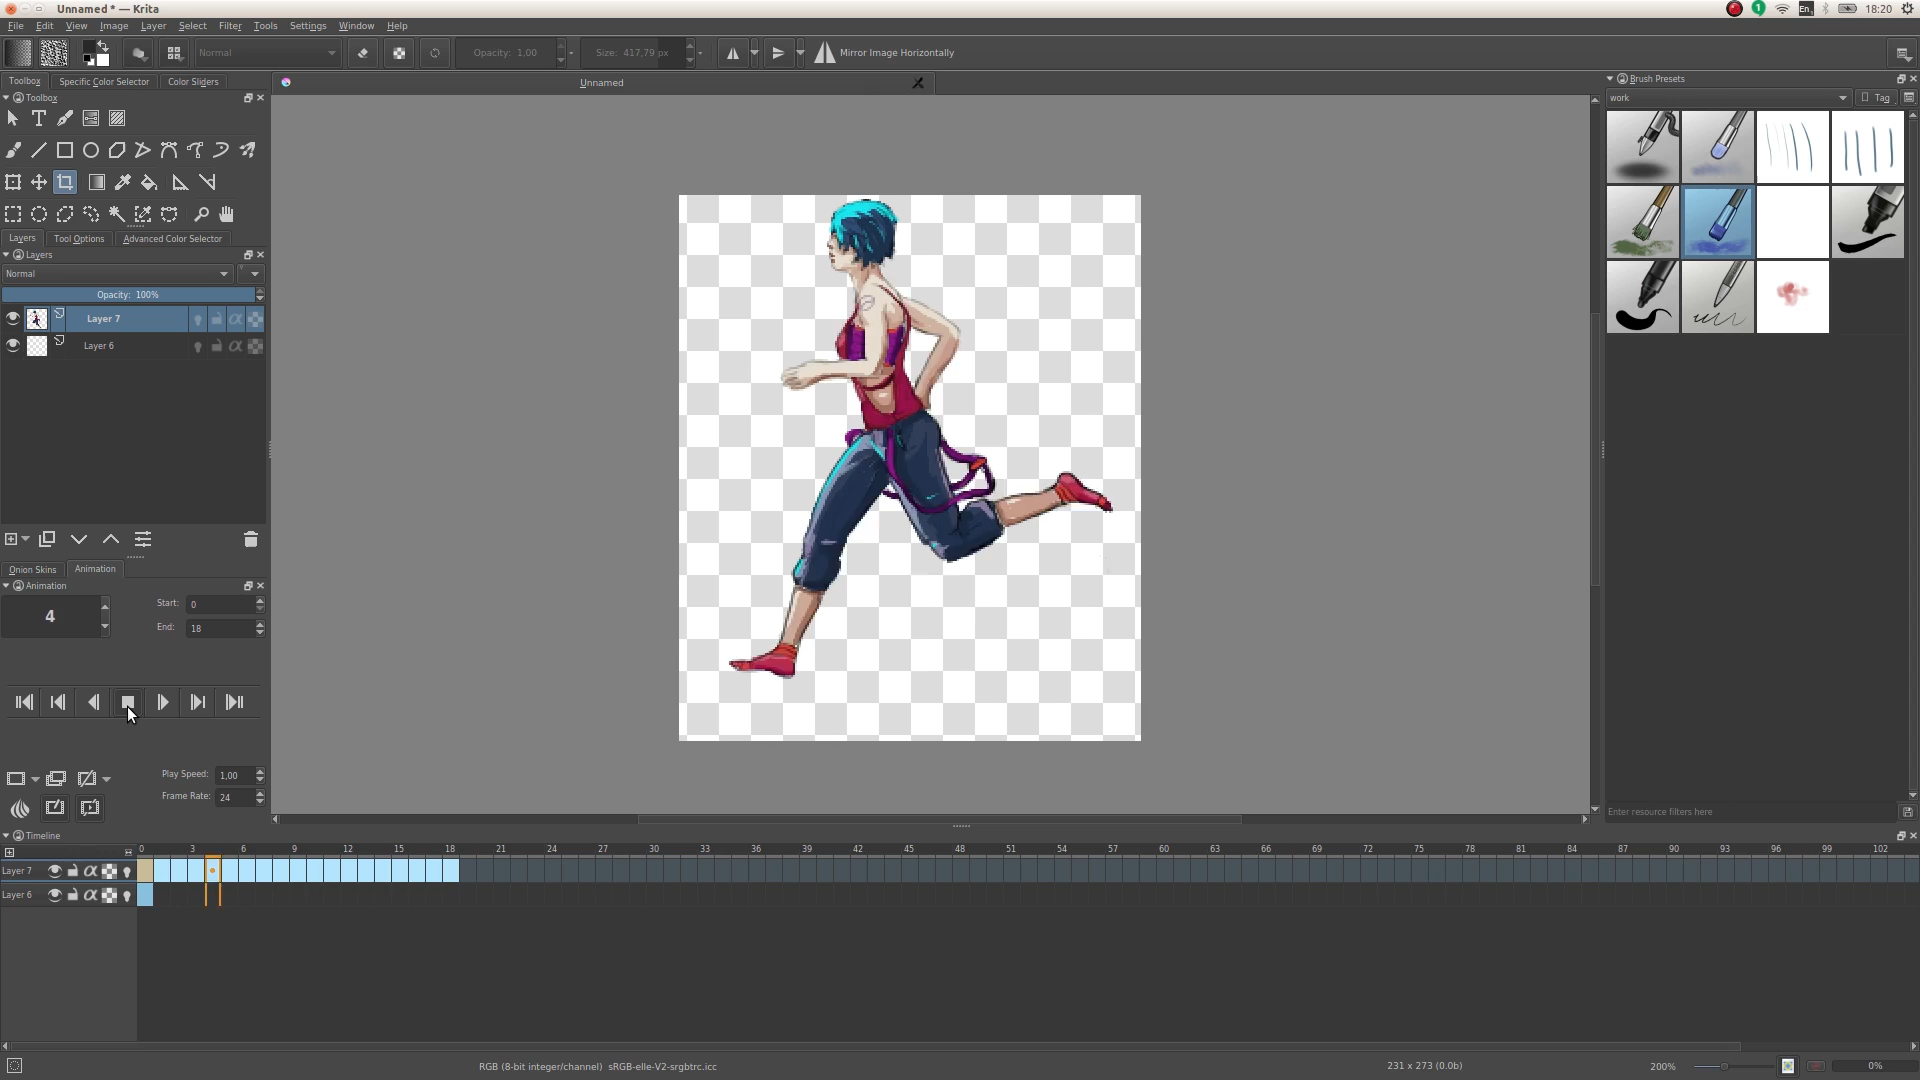 Unnamed * — Krita
1
En
18:20
File Edit View Image Layer Select Filter Tools Settings Window Help
Normal
Opacity: 1,00
Size: 417,79 px
Mirror Image Horizontally
Toolbox Specific Color Selector Color Sliders
Unnamed
Brush Presets
Toolbox
work
Tag
Layers Tool Options Advanced Color Selector
Layers
Normal
Opacity: 100%
Layer 7
Layer 6
Onion Skins Animation
Animation
4
Start: 0
End: 18
Play Speed: 1,00
Frame Rate: 24
Enter resource filters here
Timeline
0 3 6 9 12 15 18 21 24 27 30 33 36 39 42 45 48 51 54 57 60 63 66 69 72 75 78 81 84 87 90 93 96 99 102
Layer 7
Layer 6
RGB (8-bit integer/channel) sRGB-elle-V2-srgbtrc.icc
231 x 273 (0.0b)
200%
0%